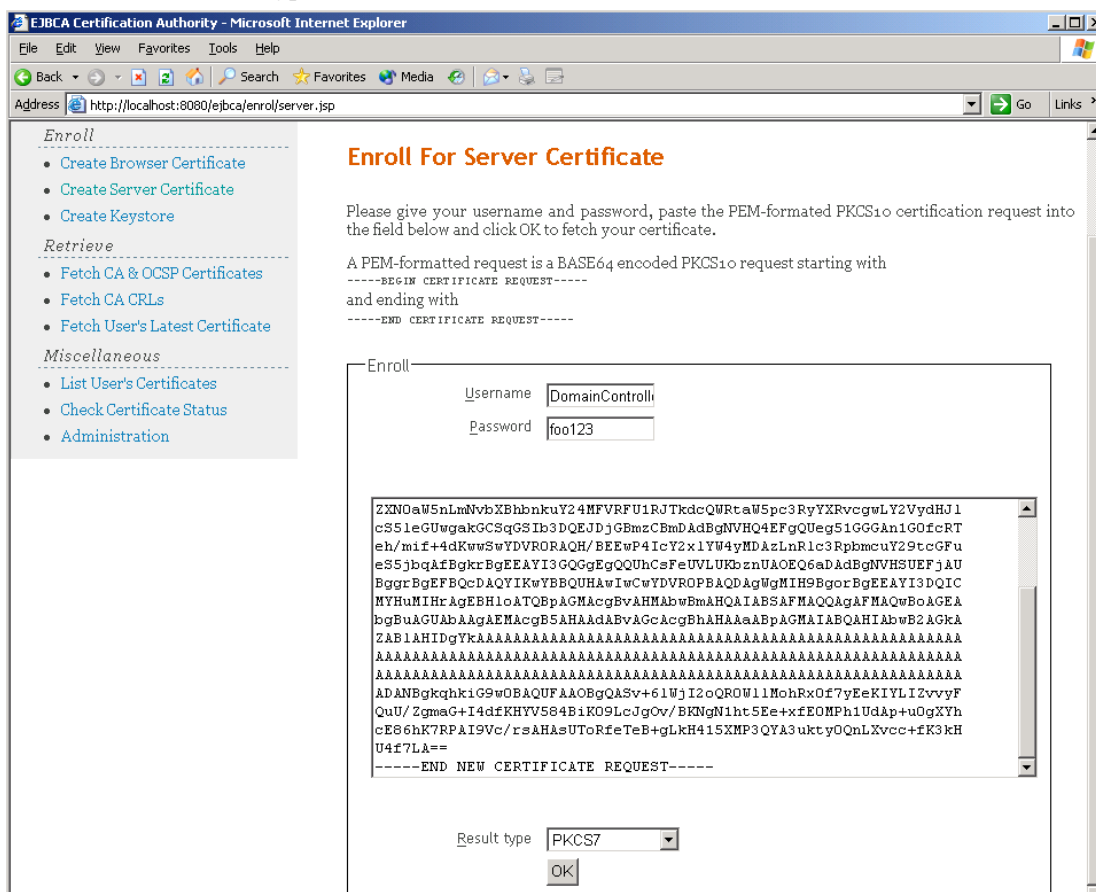 EJBCA Certification Authority - Microsoft Internet Explorer
File Edit View Favorites Tools Help
Back Search Favorites Media
Address http://localhost:8080/ejbca/enrol/server.jsp Go Links
Enroll
Create Browser Certificate
Create Server Certificate
Create Keystore
Retrieve
Fetch CA & OCSP Certificates
Fetch CA CRLs
Fetch User's Latest Certificate
Miscellaneous
List User's Certificates
Check Certificate Status
Administration
Enroll For Server Certificate
Please give your username and password, paste the PEM-formated PKCS10 certification request into
the field below and click OK to fetch your certificate.
A PEM-formatted request is a BASE64 encoded PKCS10 request starting with
-----BEGIN CERTIFICATE REQUEST-----
and ending with
-----END CERTIFICATE REQUEST-----
Enroll
Username DomainControll
Password foo123
ZXN0aW5nLmNvbXBhbnkuY24MFVRFU1RJTkdcQWRtaW5pc3RyYXRvcgwLY2VydHJl
cS5leGUwgakGCSqGSIb3DQEJDjGBmzCBmDAdBgNVHQ4EFgQUeg51GGGAn1GOfcRT
eh/mif+4dKwwSwYDVR0RAQH/BEEwP4IcY2xlYW4yMDAzLnRlc3RpbmcuY29tcGFu
eS5jbqAfBgkrBgEEAYI3GQGgEgQQUhCsFeUVLUKbznUAOEQ6aDAdBgNVHSUEFjAU
BggrBgEFBQcDAQYIKwYBBQUHAwIwCwYDVR0PBAQDAgWgMIH9BgorBgEEAYI3DQIC
MYHuMIHrAgEBHloATQBpAGMAcgBvAHMAbwBmAHQAIABSAFMAQQAgAFMAQwBoAGEA
bgBuAGUAbAAgAEMAcgB5AHAAdABvAGcAcgBhAHAAaABpAGMAIABQAHIAbwB2AGkA
ZAB1AHIDgYkAAAAAAAAAAAAAAAAAAAAAAAAAAAAAAAAAAAAAAAAAAAAAAAAAAAAA
AAAAAAAAAAAAAAAAAAAAAAAAAAAAAAAAAAAAAAAAAAAAAAAAAAAAAAAAAAAAAAAA
AAAAAAAAAAAAAAAAAAAAAAAAAAAAAAAAAAAAAAAAAAAAAAAAAAAAAAAAAAAAAAAA
ADANBgkqhkiG9w0BAQUFAAOBgQASv+61WjI2oQR0Wl1MohRxOf7yEeKIYLIZvvyF
QuU/ZgmaG+I4dfKHYV584BiKO9LcJgOv/BKNgN1ht5Ee+xfEOMPh1UdAp+uOgXYh
cE86hK7RPAI9Vc/rsAHAsUToRfeTeB+gLkH415XMP3QYA3uktyOQnLXvcc+fK3kH
U4f7LA==
-----END NEW CERTIFICATE REQUEST-----
Result type PKCS7
OK